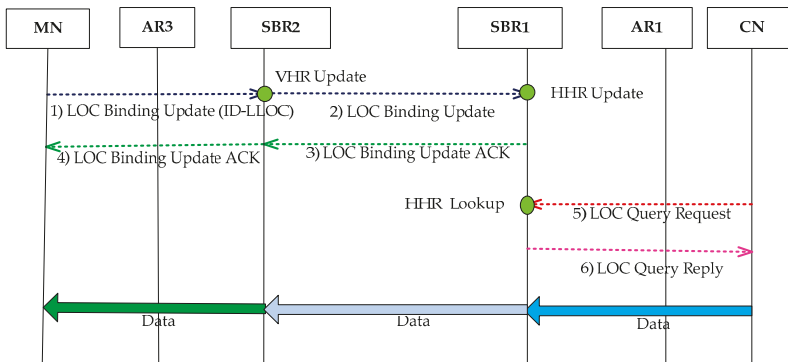 MN AR3 SBR2 SBR1 AR1 CN
VHR Update
HHR Update
1) LOC Binding Update (ID-LLOC)
2) LOC Binding Update
4) LOC Binding Update ACK
3) LOC Binding Update ACK
HHR Lookup
5) LOC Query Request
6) LOC Query Reply
Data Data Data